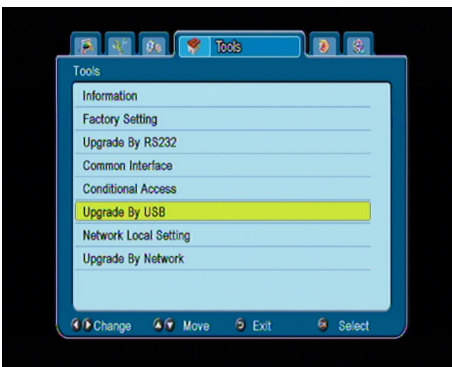 Tools
Tools
Information
Factory Setting
Upgrade By RS232
Common Interface
Conditional Access
Upgrade By USB
Network Local Setting
Upgrade By Network
Change Move Exit Select